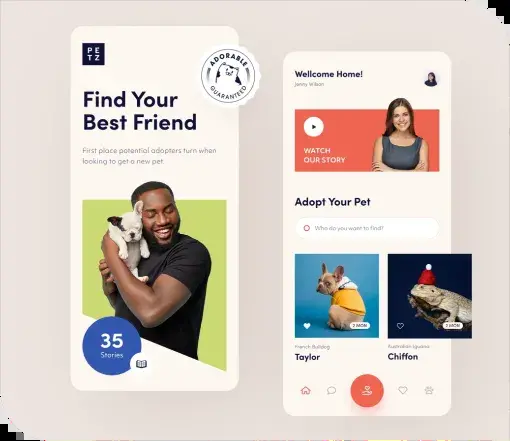 PE
TZ
ADORABLE
GUARANTEED
Find Your
Best Friend
First place potential adopters turn when
looking to get a new pet.
35
Stories
Wellcome Home!
Jenny Wilson
WATCH
OUR STORY
Adopt Your Pet
Who do you want to find?
2 MON
2 MON
French Bulldog
Taylor
Australian Iguana
Chiffon